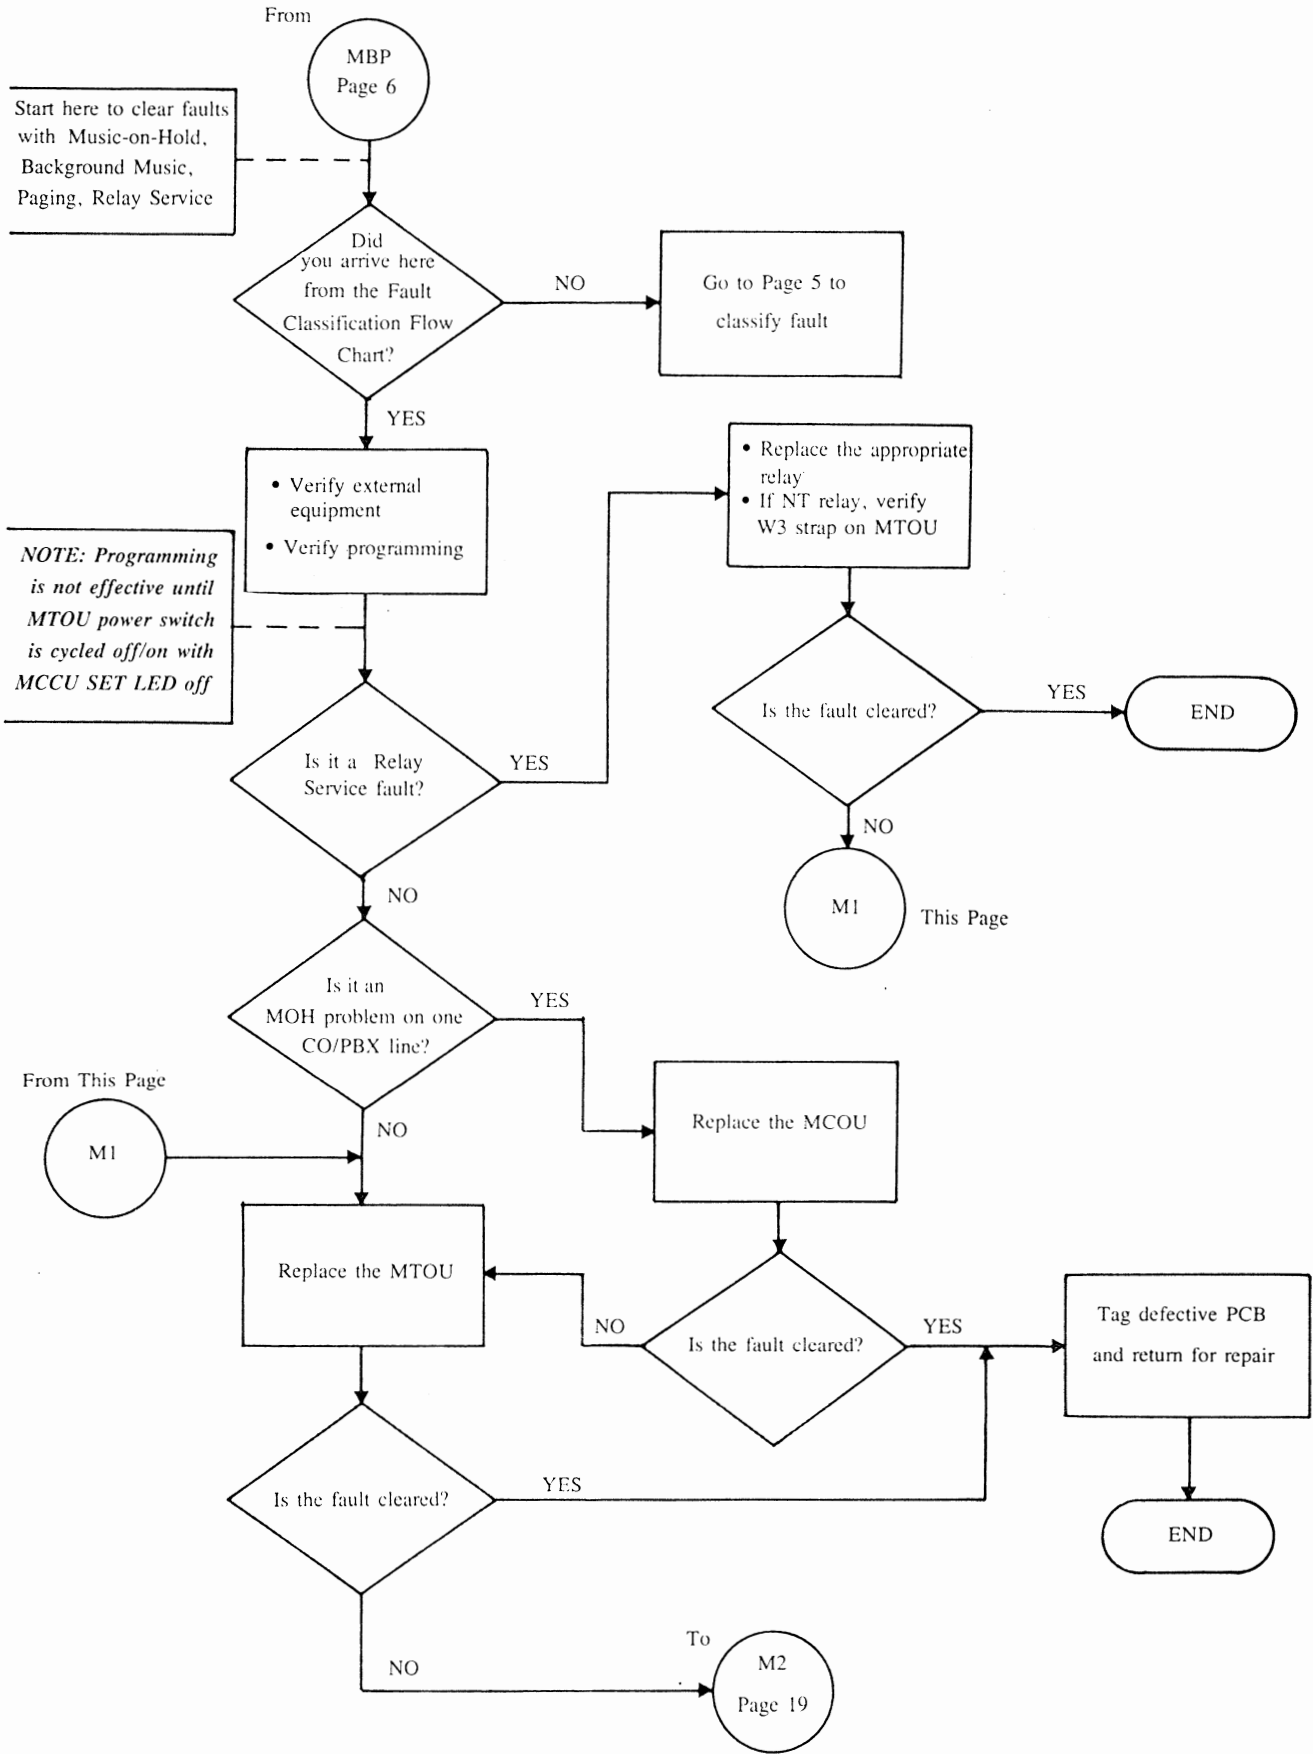 From
MBP
Page 6
Start here to clear faults
with Music-on-Hold,
Background Music,
Paging, Relay Service
Did
you arrive here
from the Fault
Classification Flow
Chart?
NO
Go to Page 5 to
classify fault
YES
• Verify external
equipment
• Verify programming
• Replace the appropriate
relay
• If NT relay, verify
W3 strap on MTOU
NOTE: Programming
is not effective until
MTOU power switch
is cycled off/on with
MCCU SET LED off
Is the fault cleared?
YES
END
Is it a Relay
Service fault?
YES
NO
M1
This Page
NO
Is it an
MOH problem on one
CO/PBX line?
YES
From This Page
M1
NO
Replace the MCOU
Replace the MTOU
NO
Is the fault cleared?
YES
Tag defective PCB
and return for repair
Is the fault cleared?
YES
END
NO
To
M2
Page 19